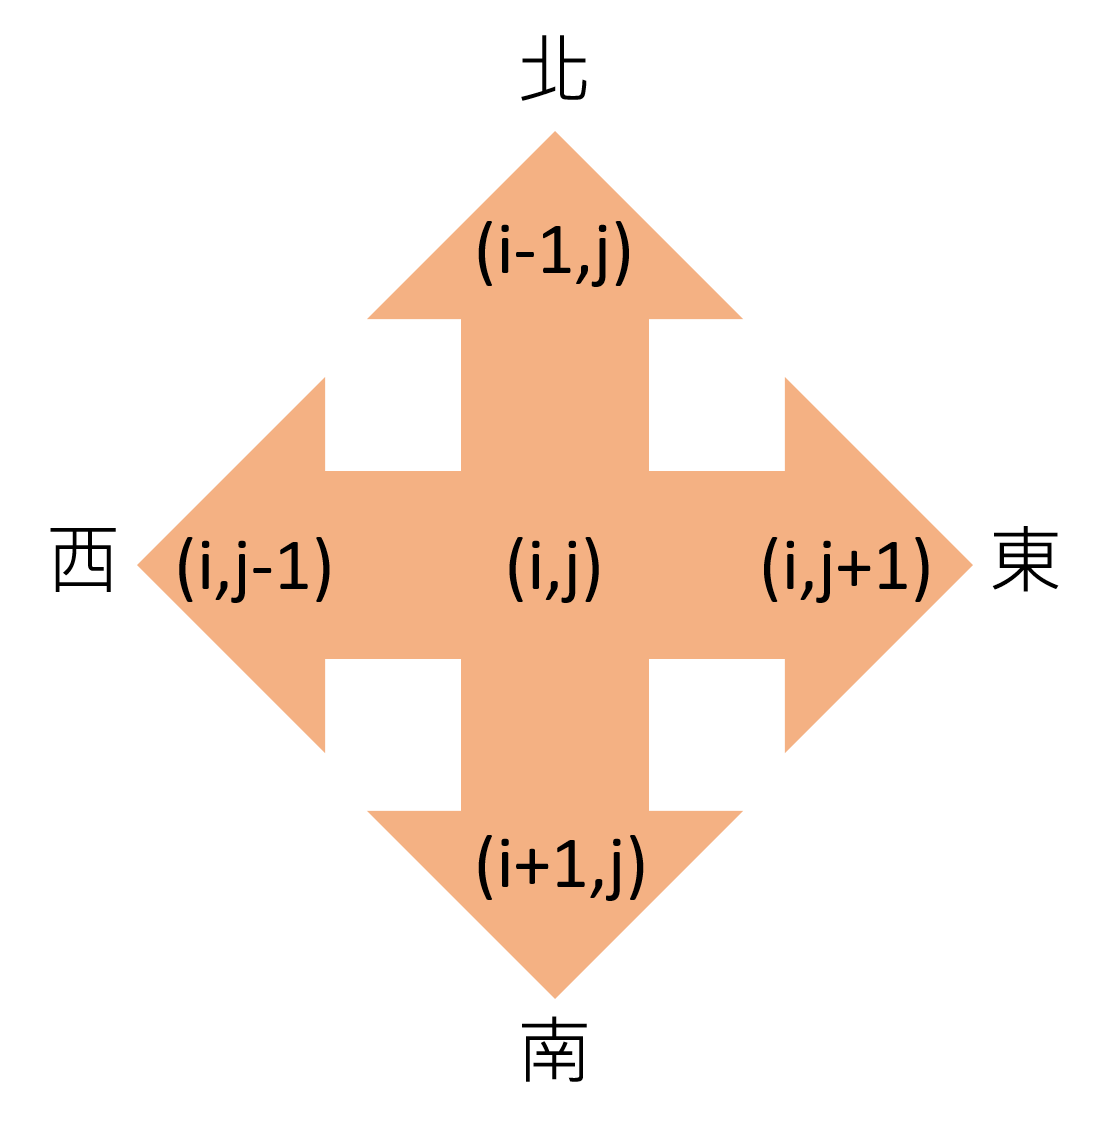 北
(i-1,j)
西 (i,j-1) (i,j) (i,j+1) 東
(i+1,j)
南